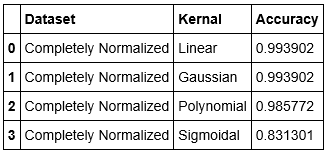 Dataset Kernal Accuracy
0 Completely Normalized Linear 0.993902
1 Completely Normalized Gaussian 0.993902
2 Completely Normalized Polynomial 0.985772
3 Completely Normalized Sigmoidal 0.831301